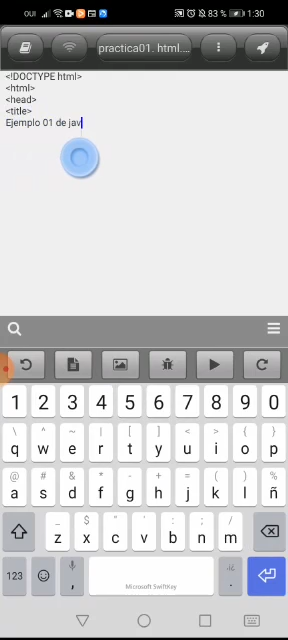 OUI 83 % 1:30
practica01. html....
<!DOCTYPE html>
<html>
<head>
<title>
Ejemplo 01 de jav
1 2 3 4 5 6 7 8 9 0
\ ^ ~ | [ ] < > { }
q w e r t y u i o p
@ # & * - + = ( ) %
a s d f g h j k l ñ
_ $ " ' : ; /
z x c v b n m
123 , Microsoft SwiftKey .